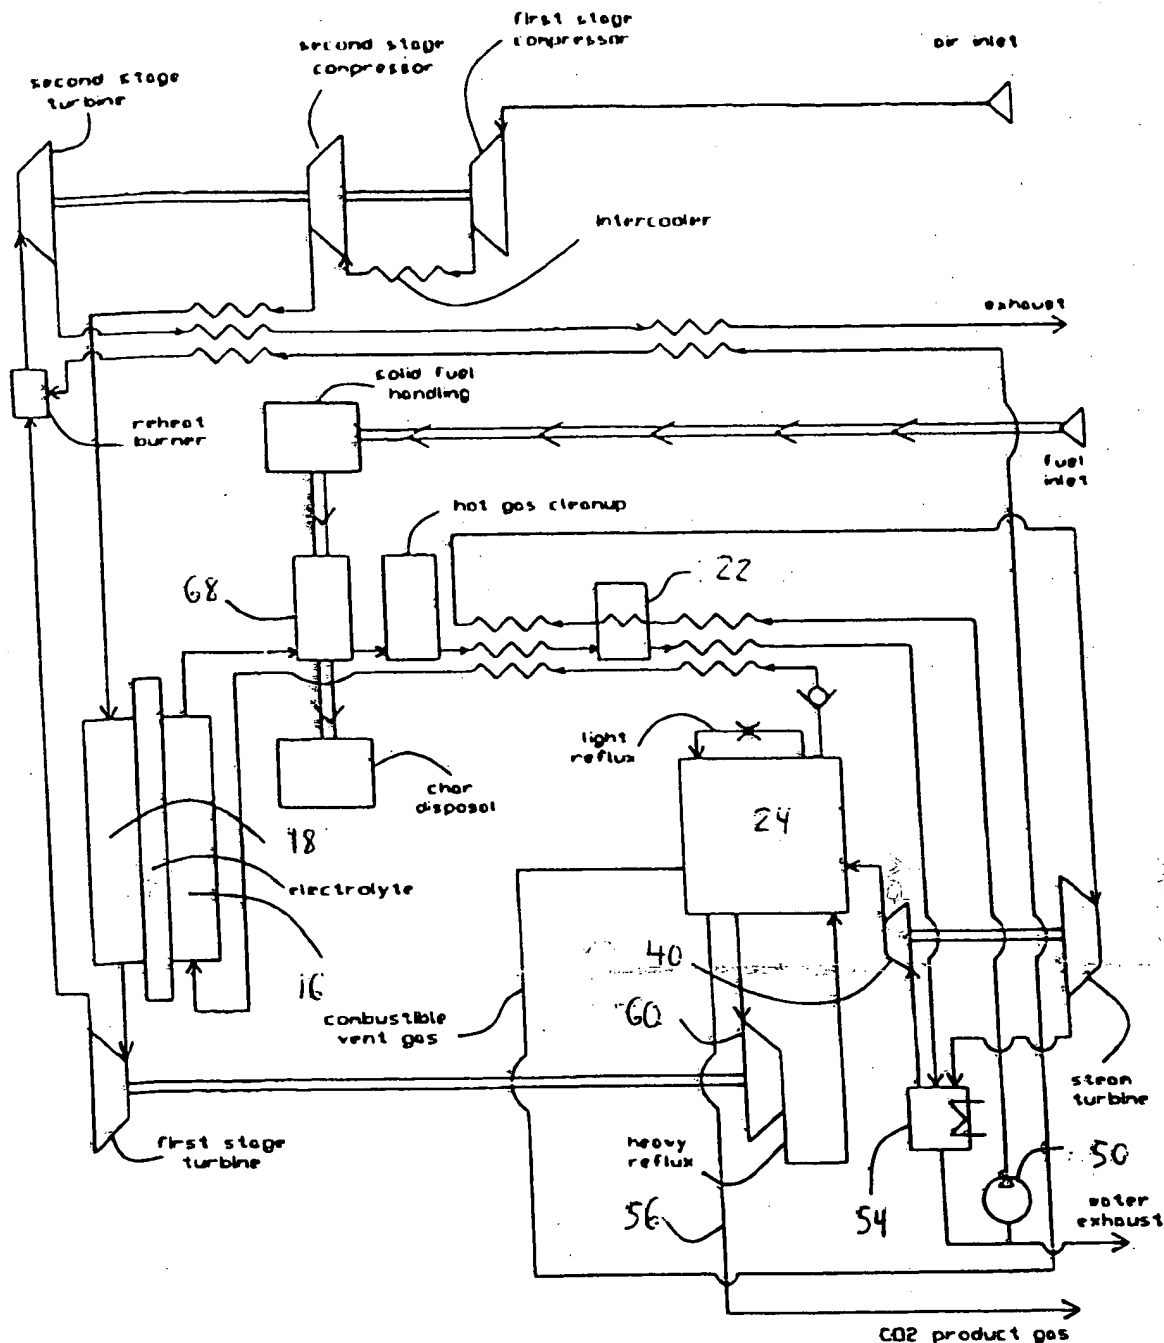 first stage
compressor
second stage
compressor
air inlet
second stage
turbine
intercooler
exhaust
solid fuel
handling
reheat
burner
fuel
inlet
hot gas cleanup
68
22
light
reflux
char
disposal
24
18
electrolyte
16
40
combustible
vent gas
60
steam
turbine
first stage
turbine
heavy
reflux
50
56
54
water
exhaust
CO2 product gas